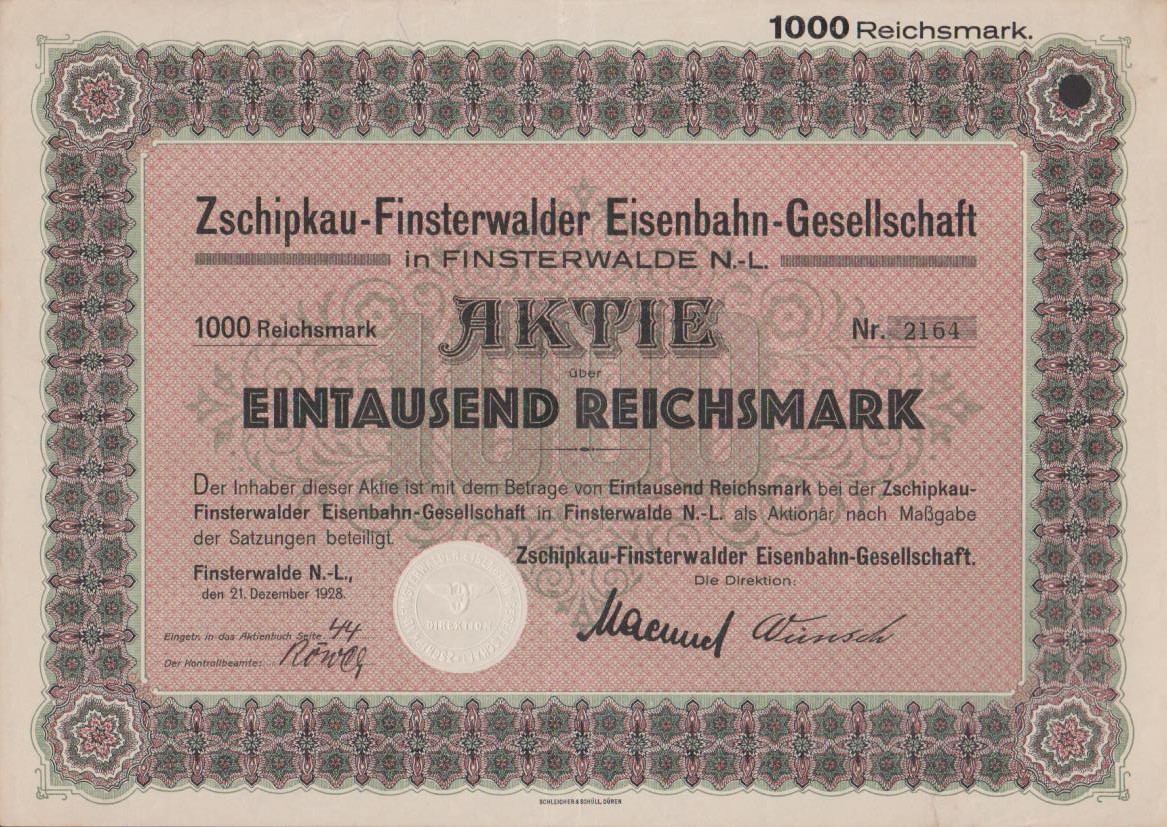 1000 Reichsmark.
Zschipkau-Finsterwalder Eisenbahn-Gesellschaft
in FINSTERWALDE N.-L.
1000 Reichsmark
AKTIE
Nr. 2164
über
EINTAUSEND REICHSMARK
1000
Der Inhaber dieser Aktie ist mit dem Betrage von Eintausend Reichsmark bei der Zschipkau-
Finsterwalder Eisenbahn-Gesellschaft in Finsterwalde N.-L. als Aktionär nach Maßgabe
der Satzungen beteiligt.
Zschipkau-Finsterwalder Eisenbahn-Gesellschaft.
Die Direktion:
Finsterwalde N.-L.,
den 21. Dezember 1928.
DIREKTION
Wünsch
Eingetr. in das Aktienbuch Seite 44
Der Kontrollbeamte:
SCHLEICHER & SCHÜLL, DÜREN